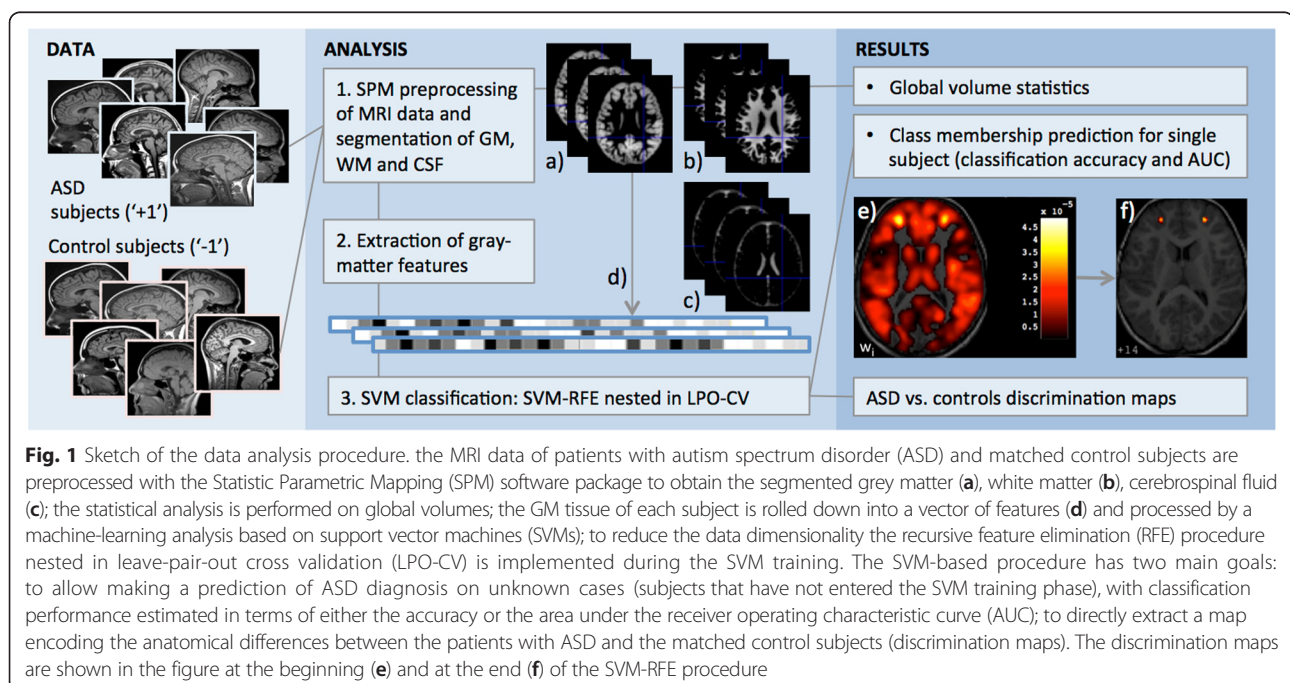 DATA
ASD
subjects (‘+1’)
Control subjects (‘-1’)
ANALYSIS
1. SPM preprocessing
of MRI data and
segmentation of GM,
WM and CSF
2. Extraction of gray-
matter features
3. SVM classification: SVM-RFE nested in LPO-CV
a)
b)
c)
d)
RESULTS
• Global volume statistics
• Class membership prediction for single
subject (classification accuracy and AUC)
e)
x 10⁻⁵
4.5
4
3.5
3
2.5
2
1.5
1
0.5
wᵢ
f)
+14
ASD vs. controls discrimination maps
Fig. 1 Sketch of the data analysis procedure. the MRI data of patients with autism spectrum disorder (ASD) and matched control subjects are
preprocessed with the Statistic Parametric Mapping (SPM) software package to obtain the segmented grey matter (a), white matter (b), cerebrospinal fluid
(c); the statistical analysis is performed on global volumes; the GM tissue of each subject is rolled down into a vector of features (d) and processed by a
machine-learning analysis based on support vector machines (SVMs); to reduce the data dimensionality the recursive feature elimination (RFE) procedure
nested in leave-pair-out cross validation (LPO-CV) is implemented during the SVM training. The SVM-based procedure has two main goals:
to allow making a prediction of ASD diagnosis on unknown cases (subjects that have not entered the SVM training phase), with classification
performance estimated in terms of either the accuracy or the area under the receiver operating characteristic curve (AUC); to directly extract a map
encoding the anatomical differences between the patients with ASD and the matched control subjects (discrimination maps). The discrimination maps
are shown in the figure at the beginning (e) and at the end (f) of the SVM-RFE procedure